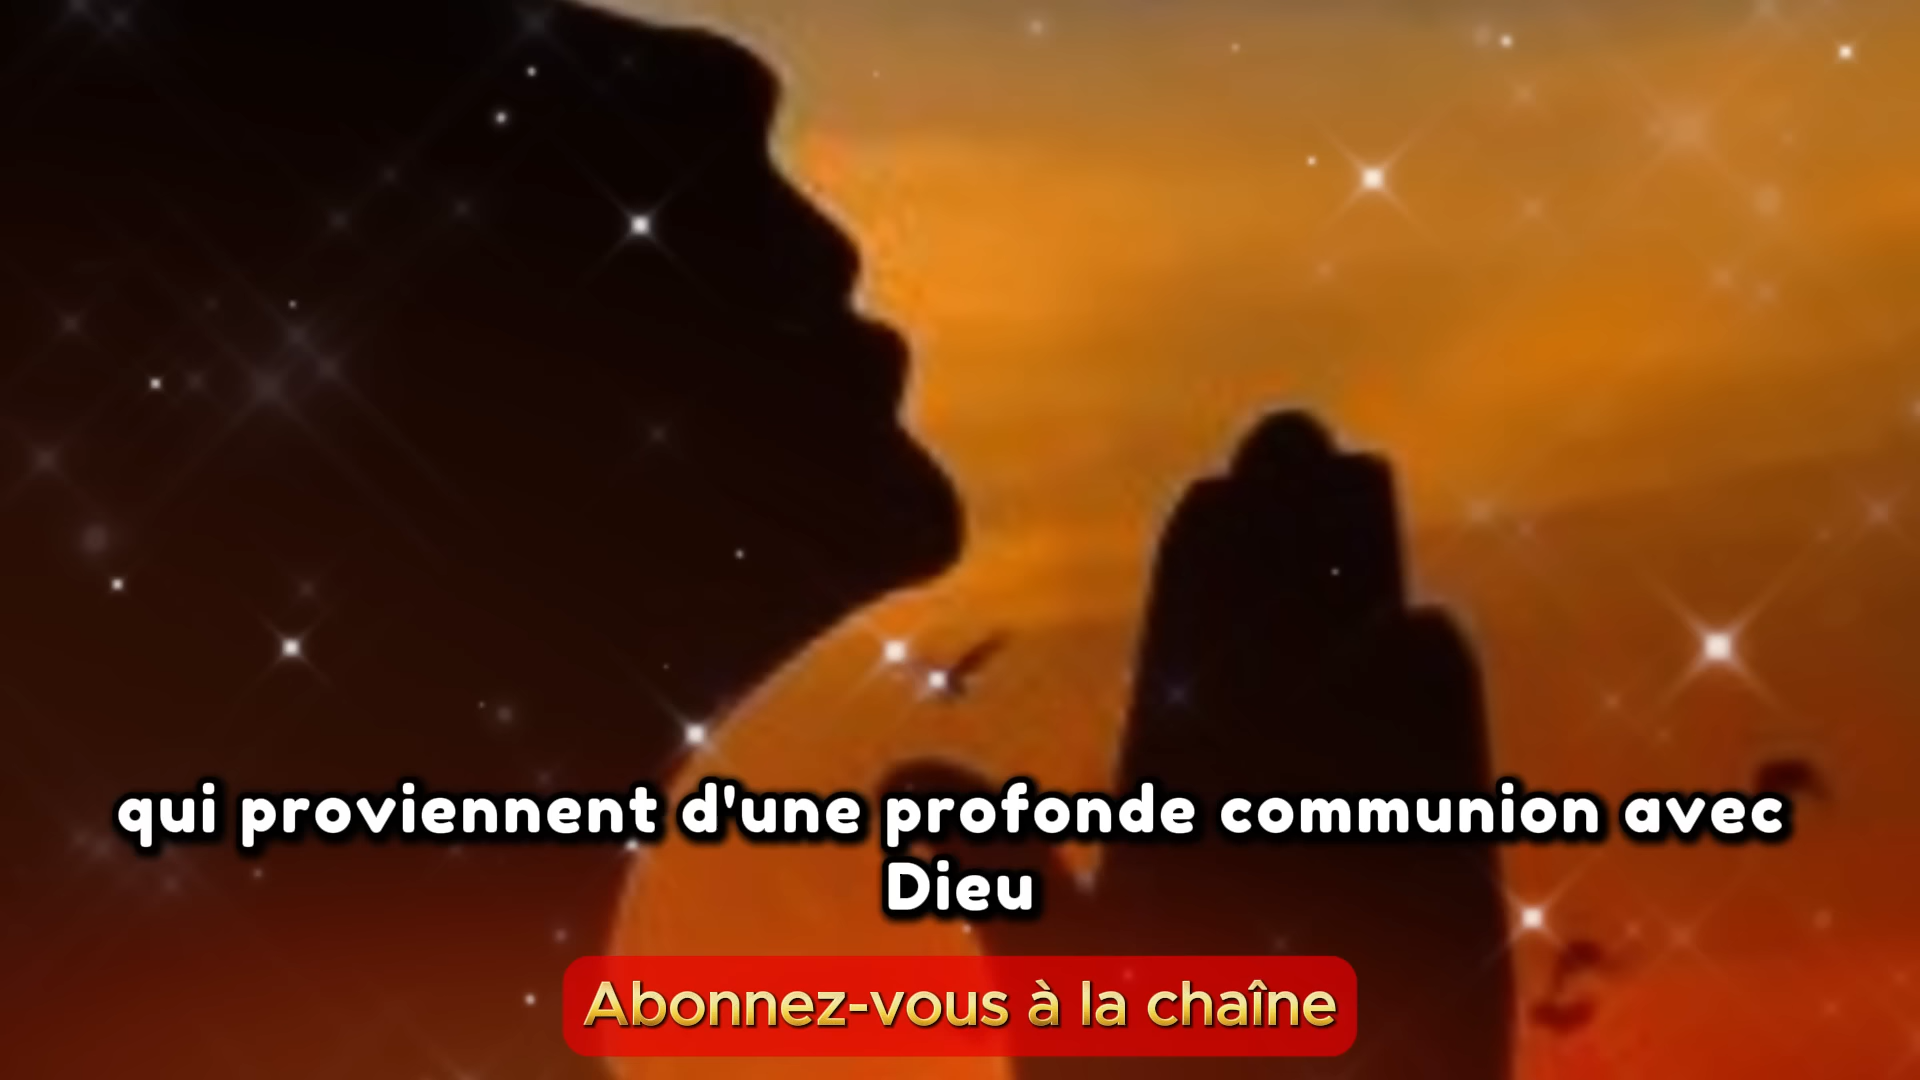 qui proviennent d'une profonde communion avec
Dieu
Abonnez-vous à la chaîne